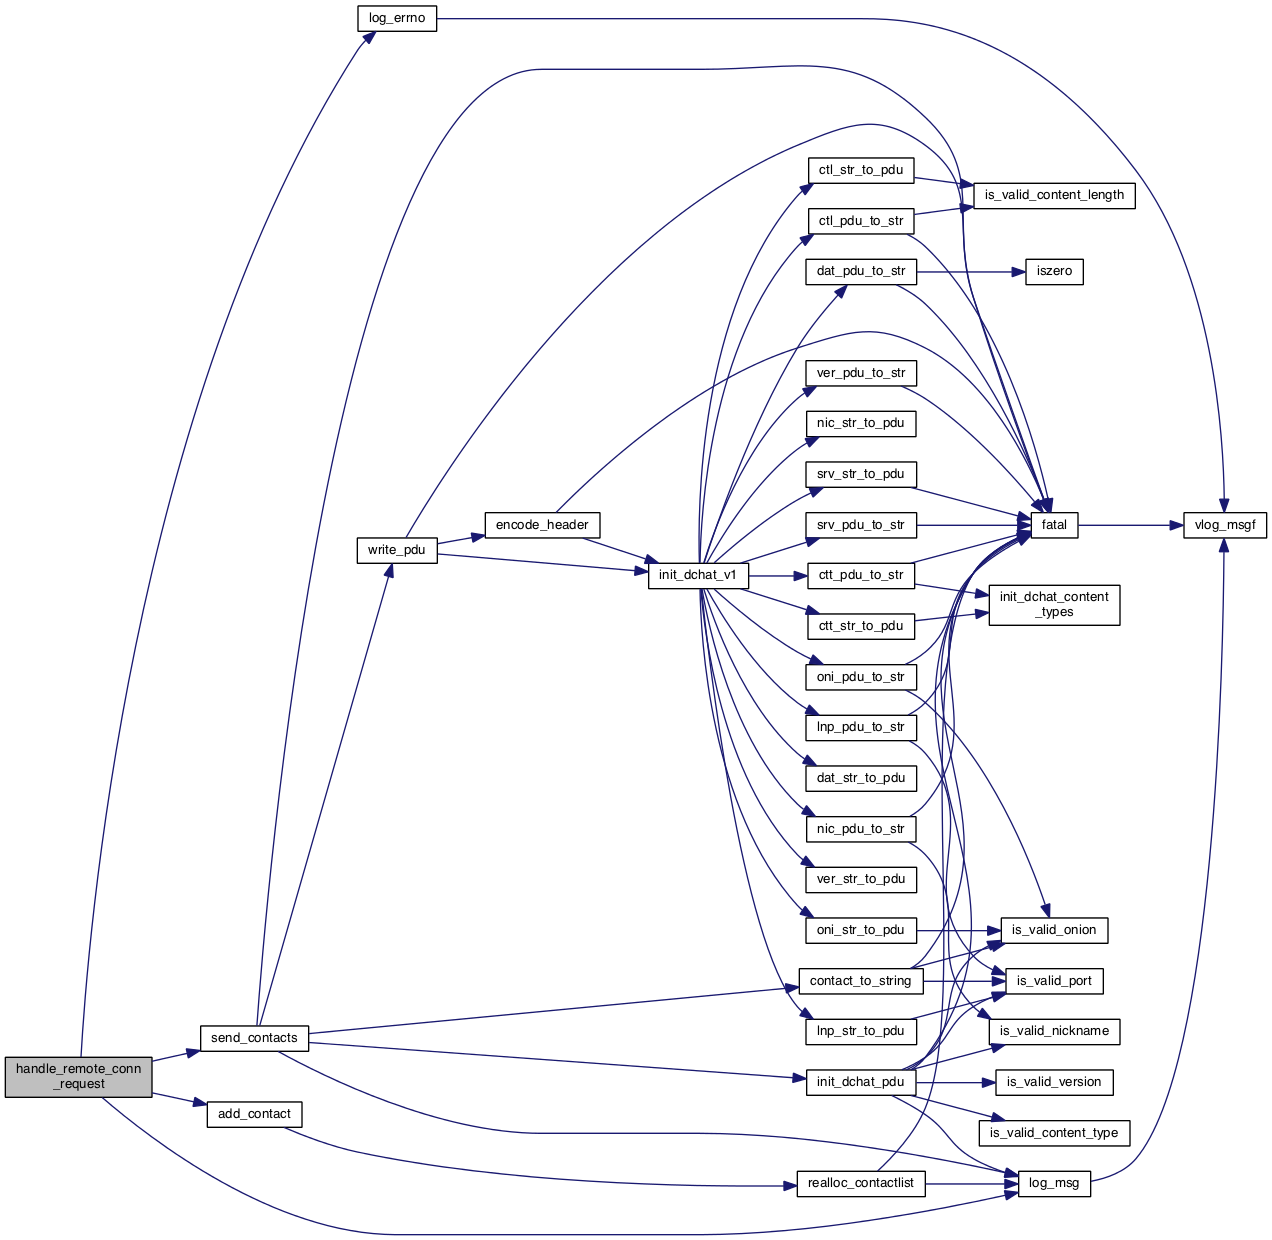 log_errno
ctl_str_to_pdu
is_valid_content_length
ctl_pdu_to_str
dat_pdu_to_str
iszero
ver_pdu_to_str
nic_str_to_pdu
srv_str_to_pdu
encode_header
srv_pdu_to_str
fatal
vlog_msgf
write_pdu
init_dchat_v1
ctt_pdu_to_str
init_dchat_content
_types
ctt_str_to_pdu
oni_pdu_to_str
lnp_pdu_to_str
dat_str_to_pdu
nic_pdu_to_str
ver_str_to_pdu
oni_str_to_pdu
is_valid_onion
contact_to_string
is_valid_port
send_contacts
lnp_str_to_pdu
is_valid_nickname
handle_remote_conn
_request
init_dchat_pdu
is_valid_version
add_contact
is_valid_content_type
realloc_contactlist
log_msg